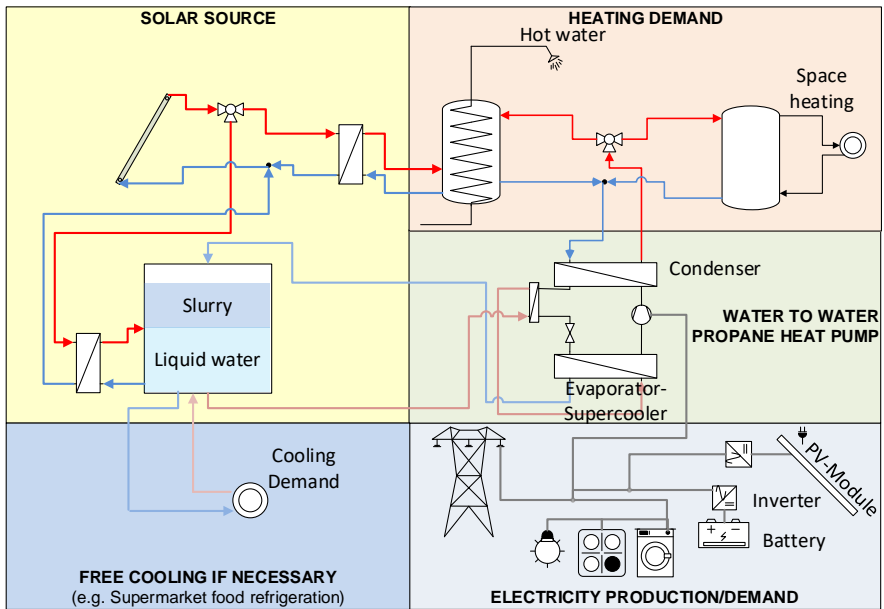 SOLAR SOURCE
HEATING DEMAND
Hot water
Space
heating
Slurry
Liquid water
Condenser
WATER TO WATER
PROPANE HEAT PUMP
Evaporator-
Supercooler
Cooling
Demand
FREE COOLING IF NECESSARY
(e.g. Supermarket food refrigeration)
PV-Module
Inverter
Battery
ELECTRICITY PRODUCTION/DEMAND